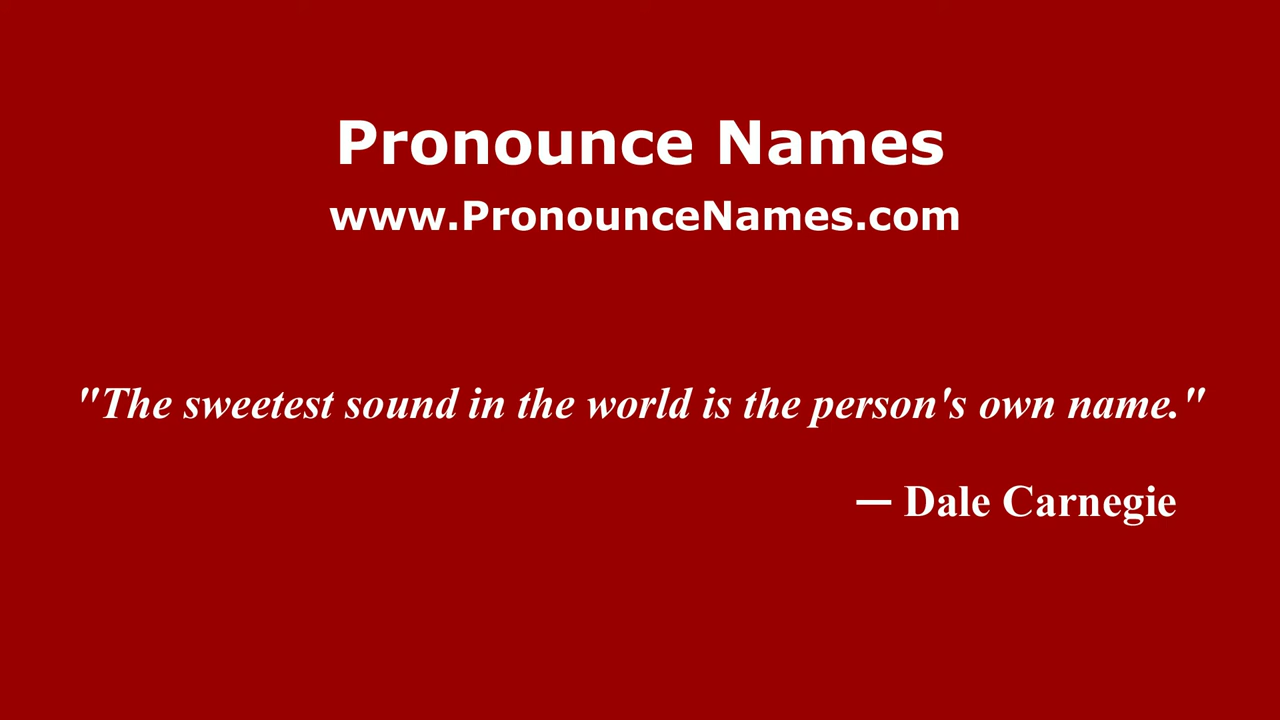 Pronounce Names
www.PronounceNames.com
"The sweetest sound in the world is the person's own name."
— Dale Carnegie